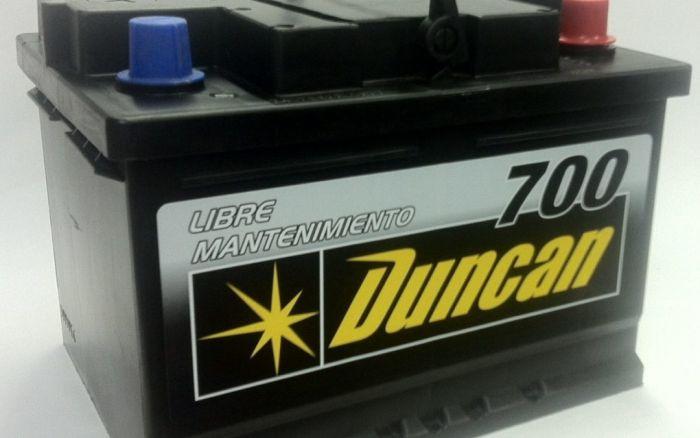 700
LIBRE
MANTENIMIENTO
Duncan